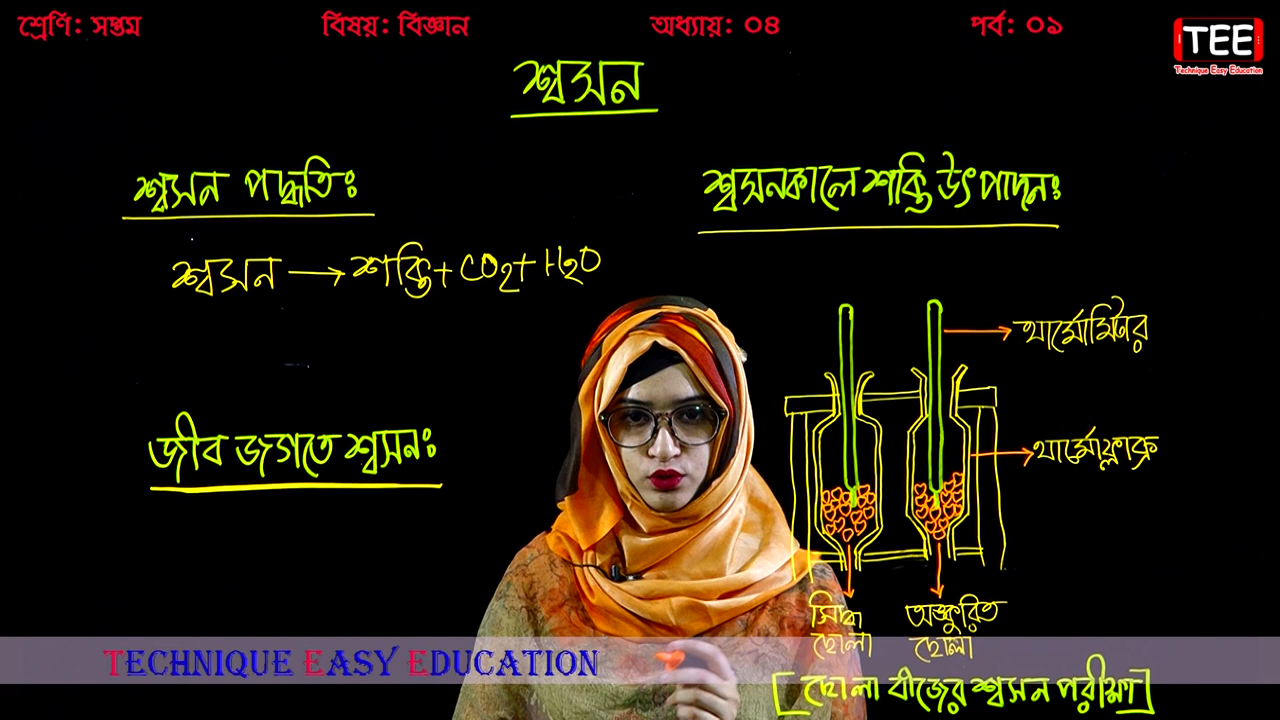 শ্রেণি: সপ্তম বিষয়: বিজ্ঞান অধ্যায়: ০৪ পর্ব: ০১
TEE
Technique Easy Education
শ্বসন
শ্বসন পদ্ধতিঃ
শ্বসন → শক্তি + CO₂ + H₂O
জীব জগতে শ্বসনঃ
শ্বসনকালে শক্তি উৎপাদনঃ
থার্মোমিটার
থার্মোফ্লাক্স
সিদ্ধ ছোলা
অঙ্কুরিত ছোলা
[ছোলা বীজের শ্বসন পরীক্ষা]
TECHNIQUE EASY EDUCATION